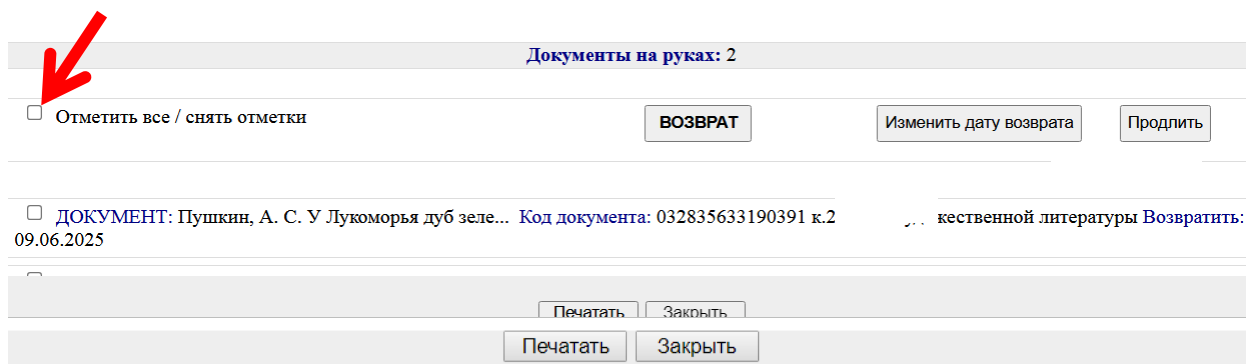 Документы на руках: 2
Отметить все / снять отметки ВОЗВРАТ Изменить дату возврата Продлить
ДОКУМЕНТ: Пушкин, А. С. У Лукоморья дуб зеле... Код документа: 032835633190391 к.2 литературы Возвратить:
09.06.2025
Печатать Закрыть
Печатать Закрыть